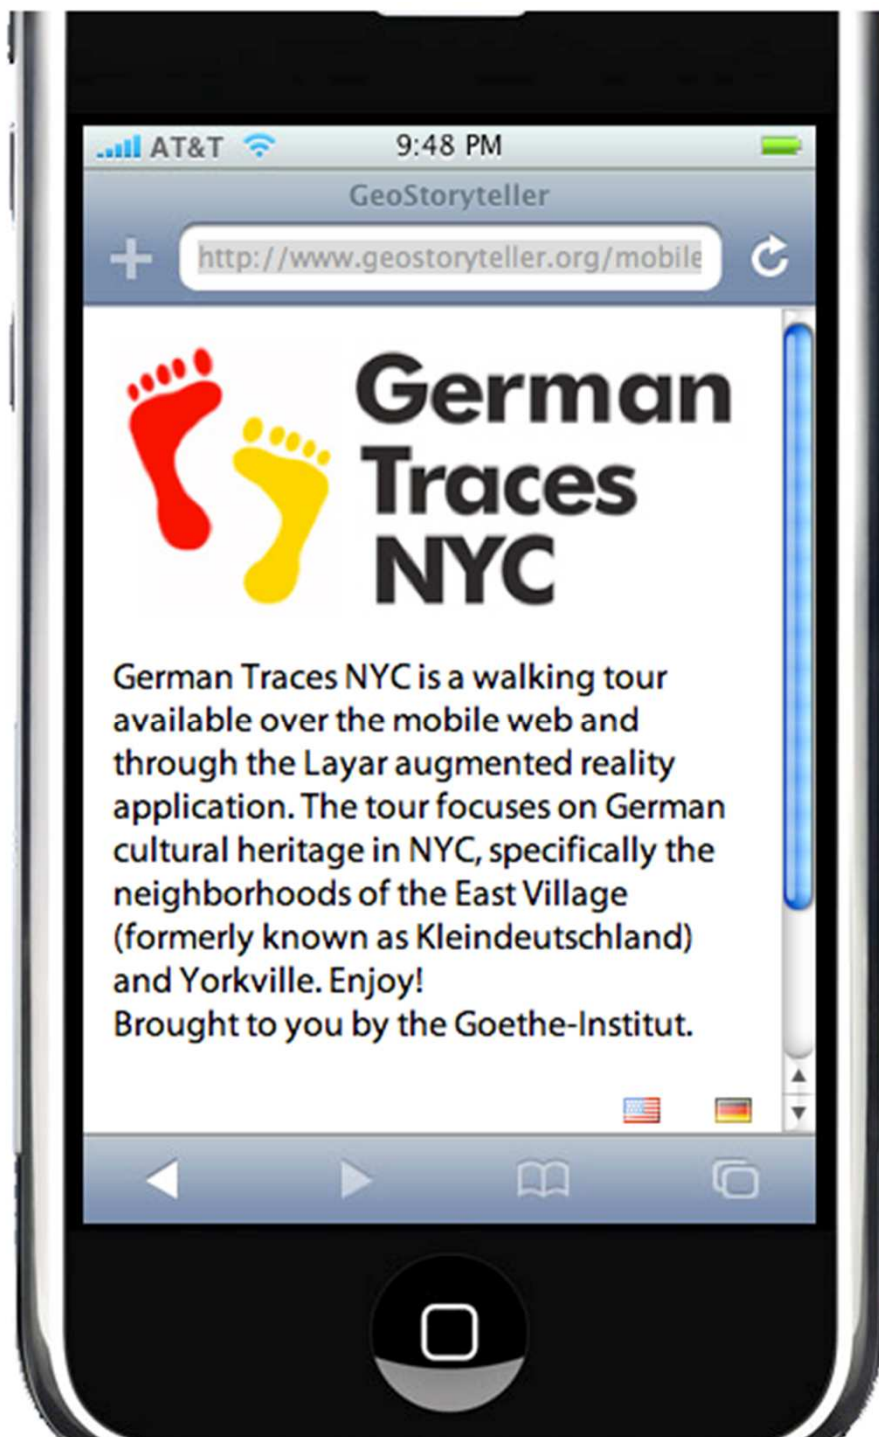 AT&T 9:48 PM
GeoStoryteller
http://www.geostoryteller.org/mobile
German
Traces
NYC
German Traces NYC is a walking tour
available over the mobile web and
through the Layar augmented reality
application. The tour focuses on German
cultural heritage in NYC, specifically the
neighborhoods of the East Village
(formerly known as Kleindeutschland)
and Yorkville. Enjoy!
Brought to you by the Goethe-Institut.